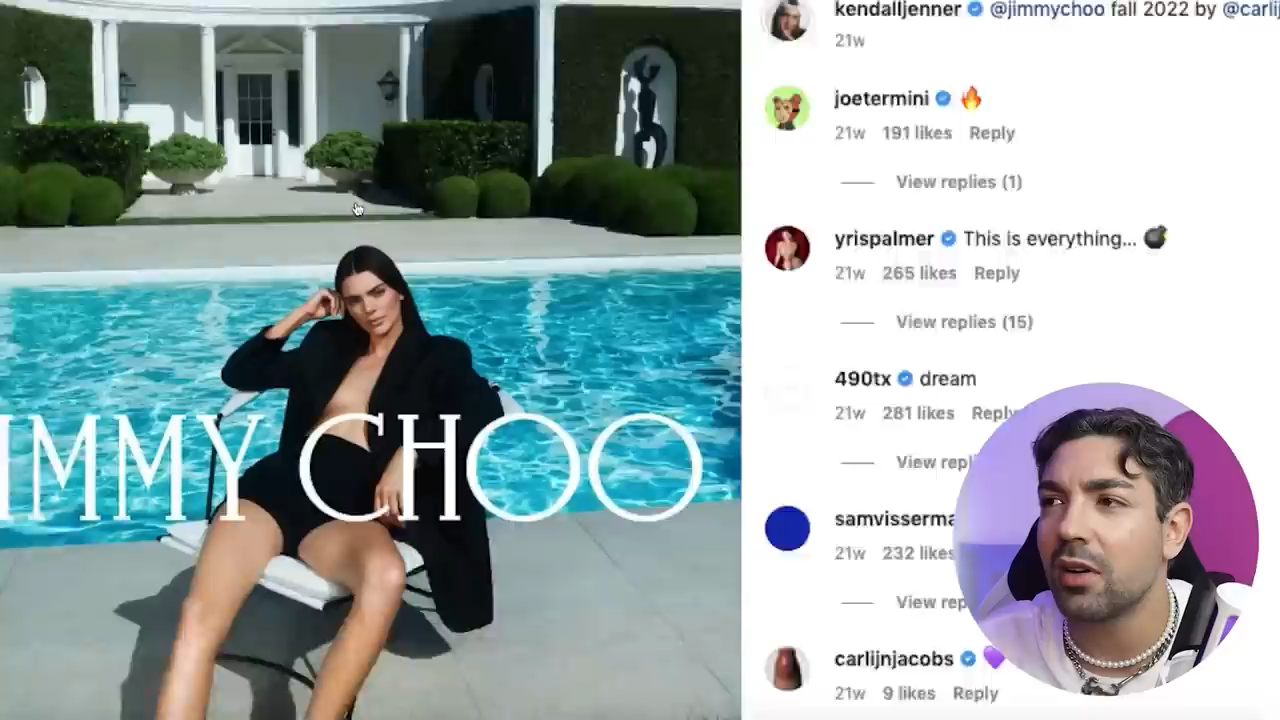 IMMY CHOO
kendalljenner @jimmychoo fall 2022 by @carlij
21w
joetermini 🔥
21w 191 likes Reply
View replies (1)
yrispalmer This is everything... 💣
21w 265 likes Reply
View replies (15)
490tx dream
21w 281 likes Reply
View repl
samvisserma
21w 232 likes
View rep
carlijnjacobs 💜
21w 9 likes Reply